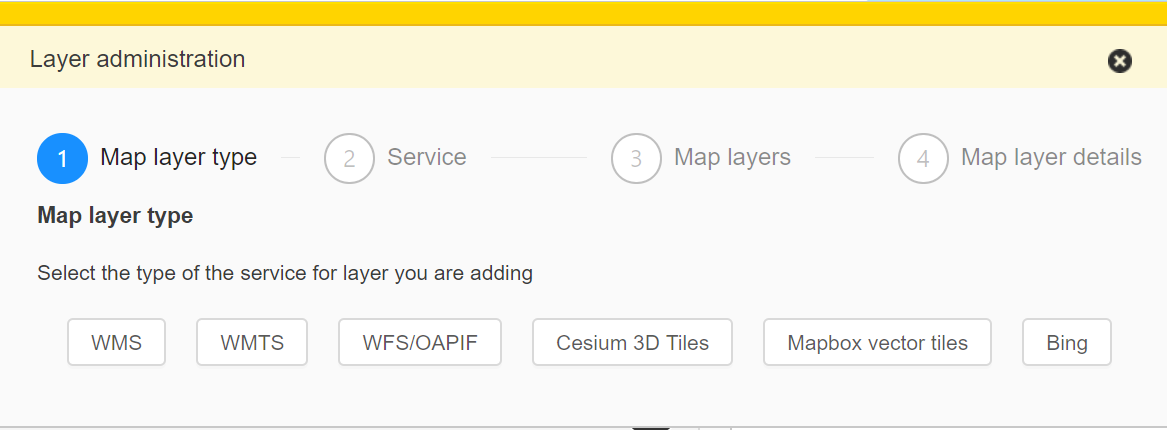 Layer administration
1 Map layer type 2 Service 3 Map layers 4 Map layer details
Map layer type
Select the type of the service for layer you are adding
WMS WMTS WFS/OAPIF Cesium 3D Tiles Mapbox vector tiles Bing